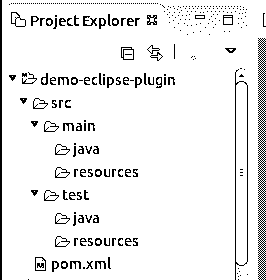 Project Explorer
demo-eclipse-plugin
src
main
java
resources
test
java
resources
pom.xml